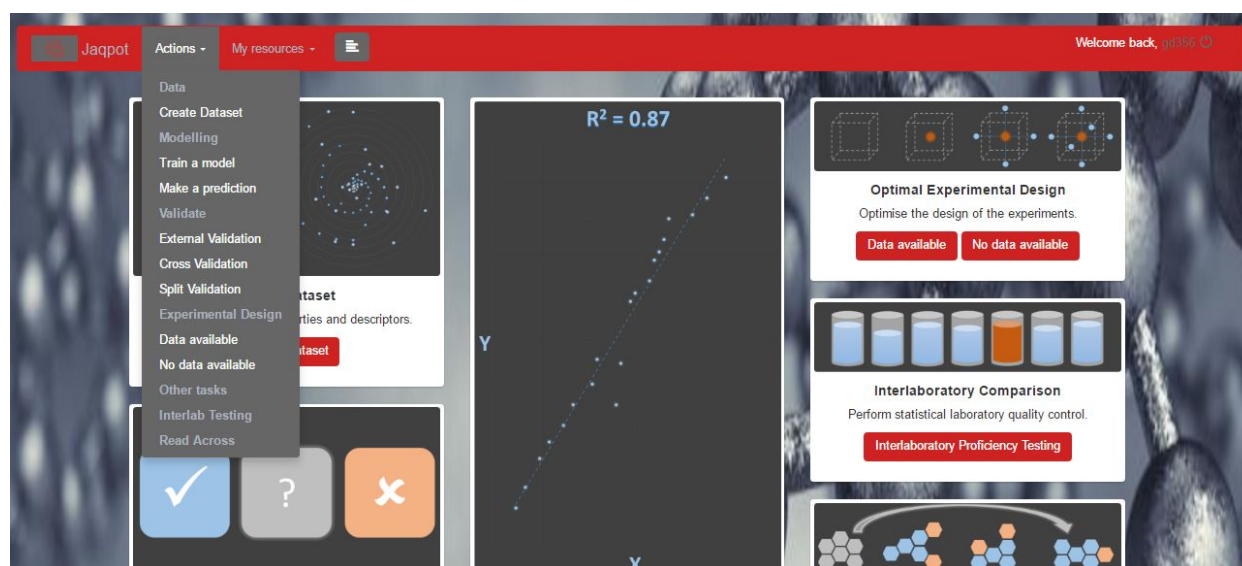 Jaqpot Actions My resources Welcome back, gd356
Data
Create Dataset
Modelling
Train a model
Make a prediction
Validate
External Validation
Cross Validation
Split Validation
Experimental Design
Data available
No data available
Other tasks
Interlab Testing
Read Across
taset
rties and descriptors.
taset
R² = 0.87
Y
X
Optimal Experimental Design
Optimise the design of the experiments.
Data available No data available
Interlaboratory Comparison
Perform statistical laboratory quality control.
Interlaboratory Proficiency Testing
?